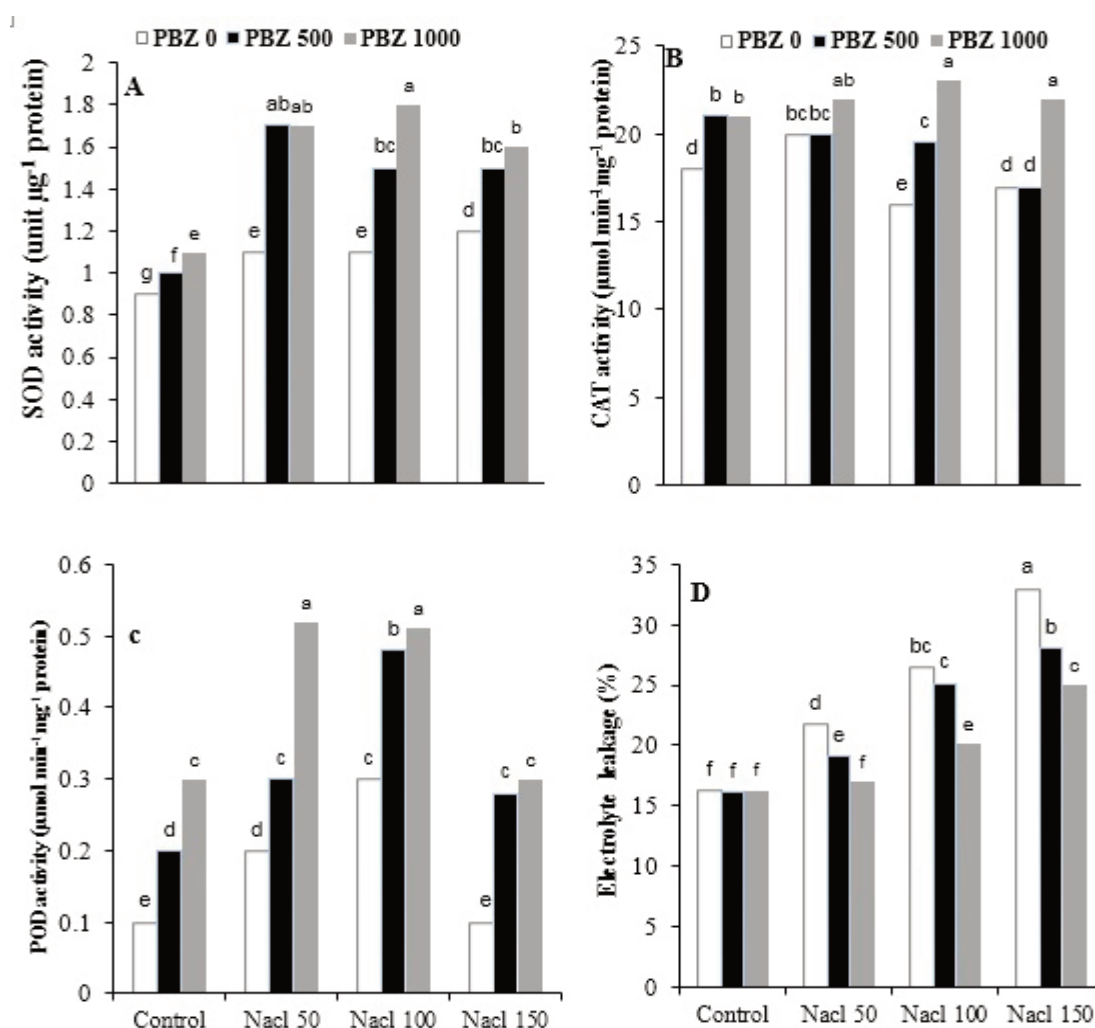 PBZ 0 PBZ 500 PBZ 1000
A
SOD activity (unit µg⁻¹ protein)
2
1.8
1.6
1.4
1.2
1
0.8
0.6
0.4
0.2
0
g f e
e ab ab
e bc a
d bc b
PBZ 0 PBZ 500 PBZ 1000
B
CAT activity (µmol min⁻¹mg⁻¹ protein)
25
20
15
10
5
0
d b b
bc bc ab
e c a
d d a
c
POD activity (µmol min⁻¹mg⁻¹ protein)
0.6
0.5
0.4
0.3
0.2
0.1
0
e d c
d c a
c b a
e c c
Control Nacl 50 Nacl 100 Nacl 150
D
Electrolyte leakage (%)
35
30
25
20
15
10
5
0
f f f
d e f
bc c e
a b c
Control Nacl 50 Nacl 100 Nacl 150